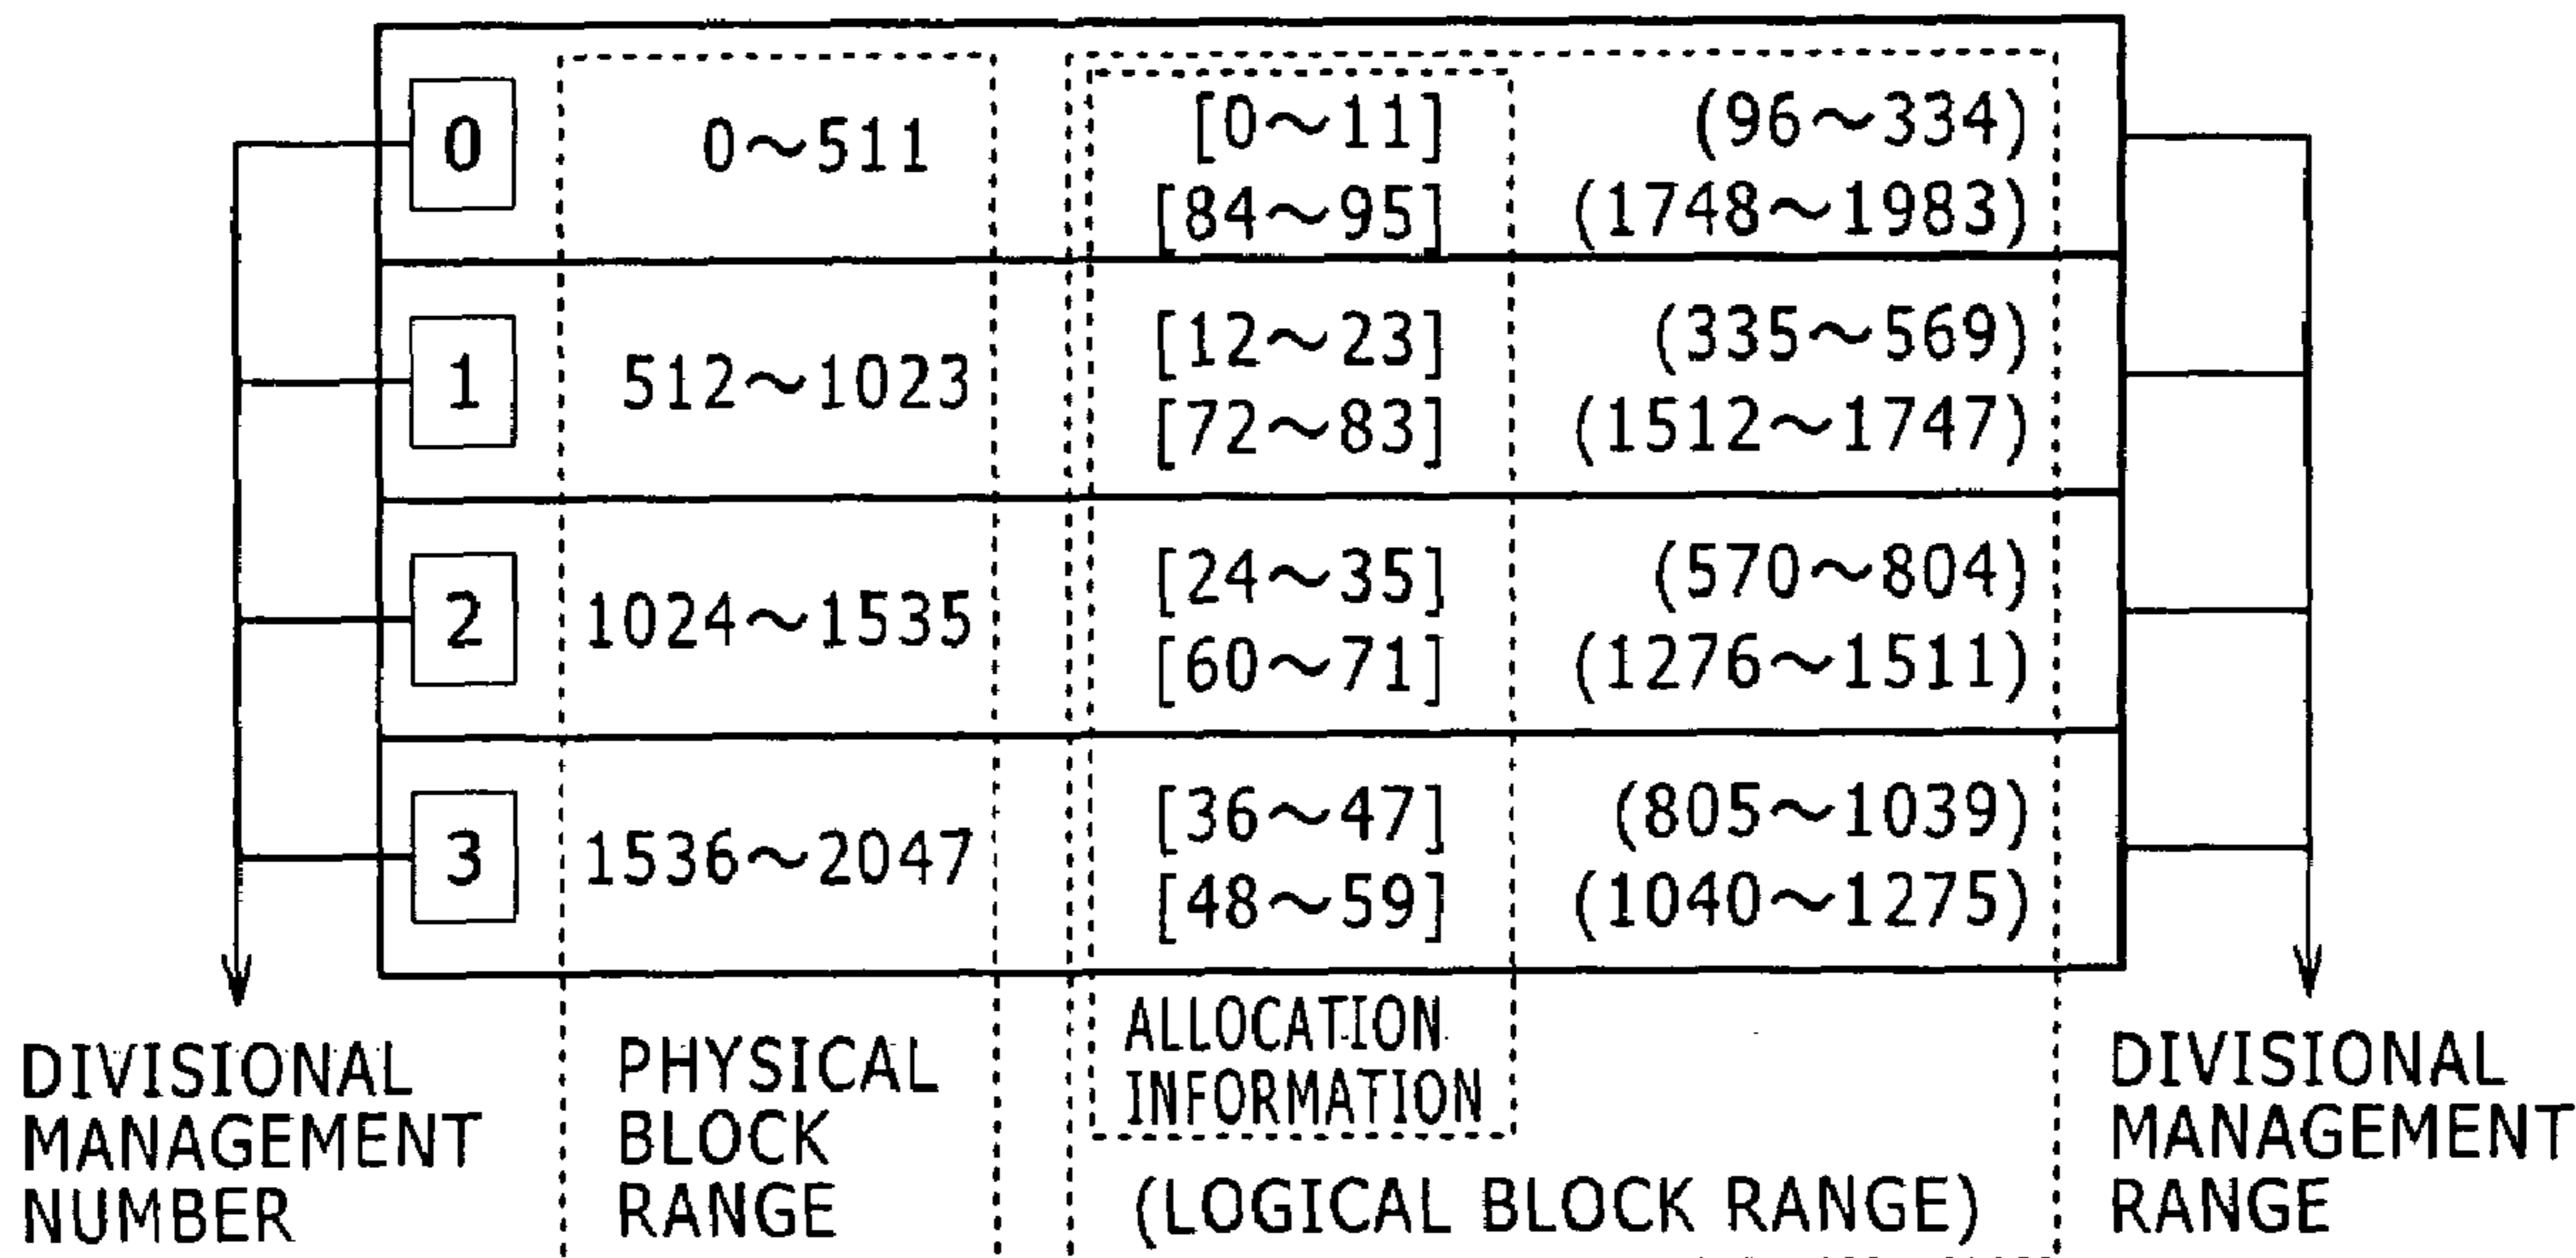 0 0～511 [0～11] (96～334)
[84～95] (1748～1983)
1 512～1023 [12～23] (335～569)
[72～83] (1512～1747)
2 1024～1535 [24～35] (570～804)
[60～71] (1276～1511)
3 1536～2047 [36～47] (805～1039)
[48～59] (1040～1275)
DIVISIONAL
MANAGEMENT
NUMBER
PHYSICAL
BLOCK
RANGE
ALLOCATION
INFORMATION
(LOGICAL BLOCK RANGE)
DIVISIONAL
MANAGEMENT
RANGE